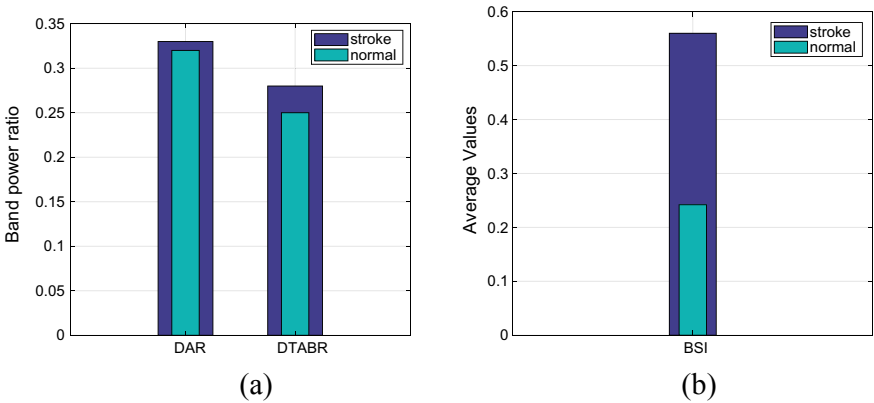 Band power ratio
0.35
0.3
0.25
0.2
0.15
0.1
0.05
0
DAR
DTABR
stroke
normal
(a)
Average Values
0.6
0.5
0.4
0.3
0.2
0.1
0
BSI
stroke
normal
(b)